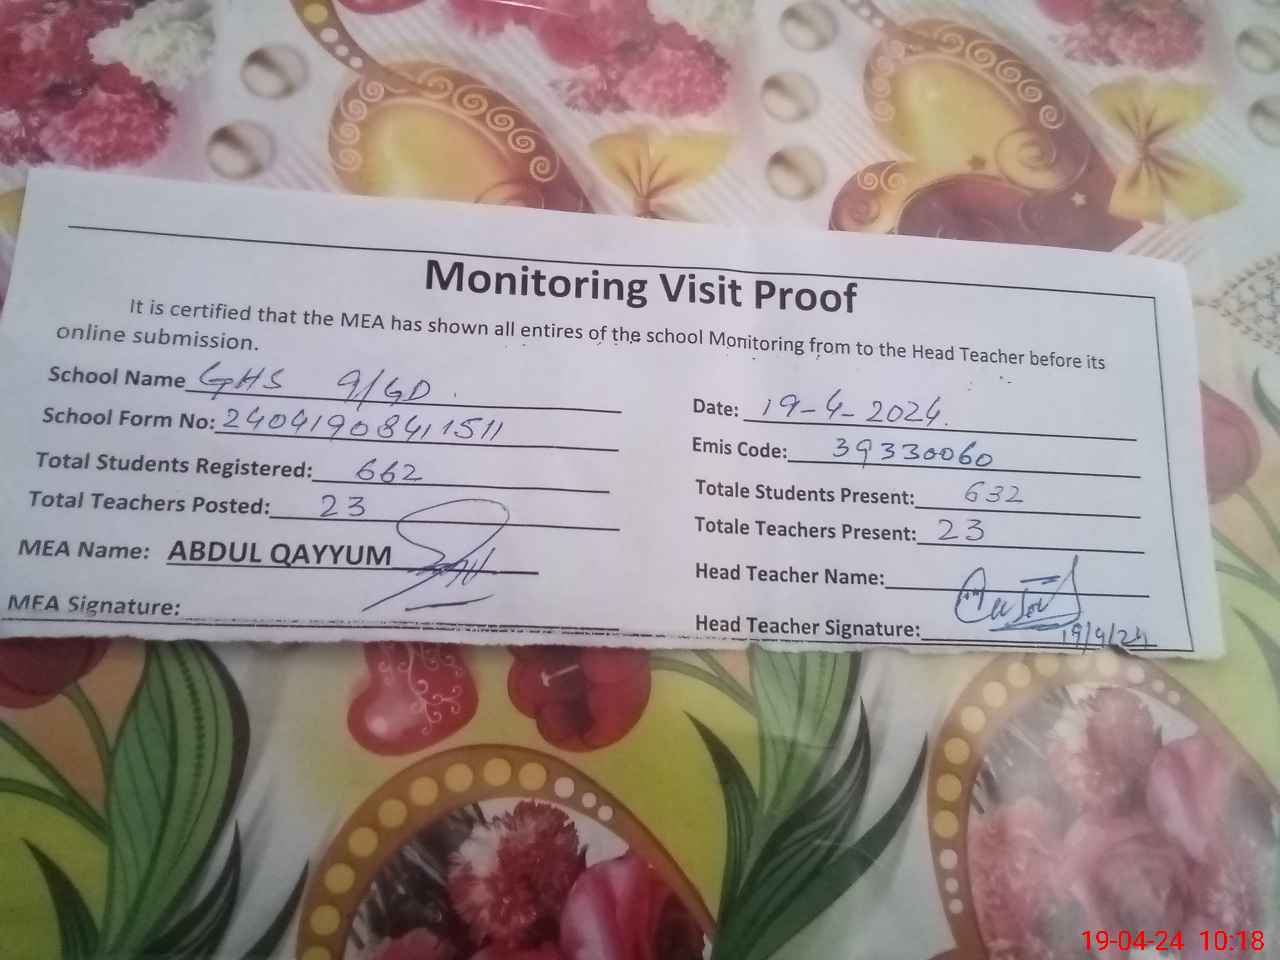 Monitoring Visit Proof
It is certified that the MEA has shown all entires of the school Monitoring from to the Head Teacher before its
online submission.
School Name GHS 9/GD
Date: 19-4-2024
School Form No: 24041908411511
Emis Code: 39330060
Total Students Registered: 662
Totale Students Present: 632
Total Teachers Posted: 23
Totale Teachers Present: 23
MEA Name: ABDUL QAYYUM
Head Teacher Name:
MEA Signature:
Head Teacher Signature: 19/4/24
19-04-24 10:18